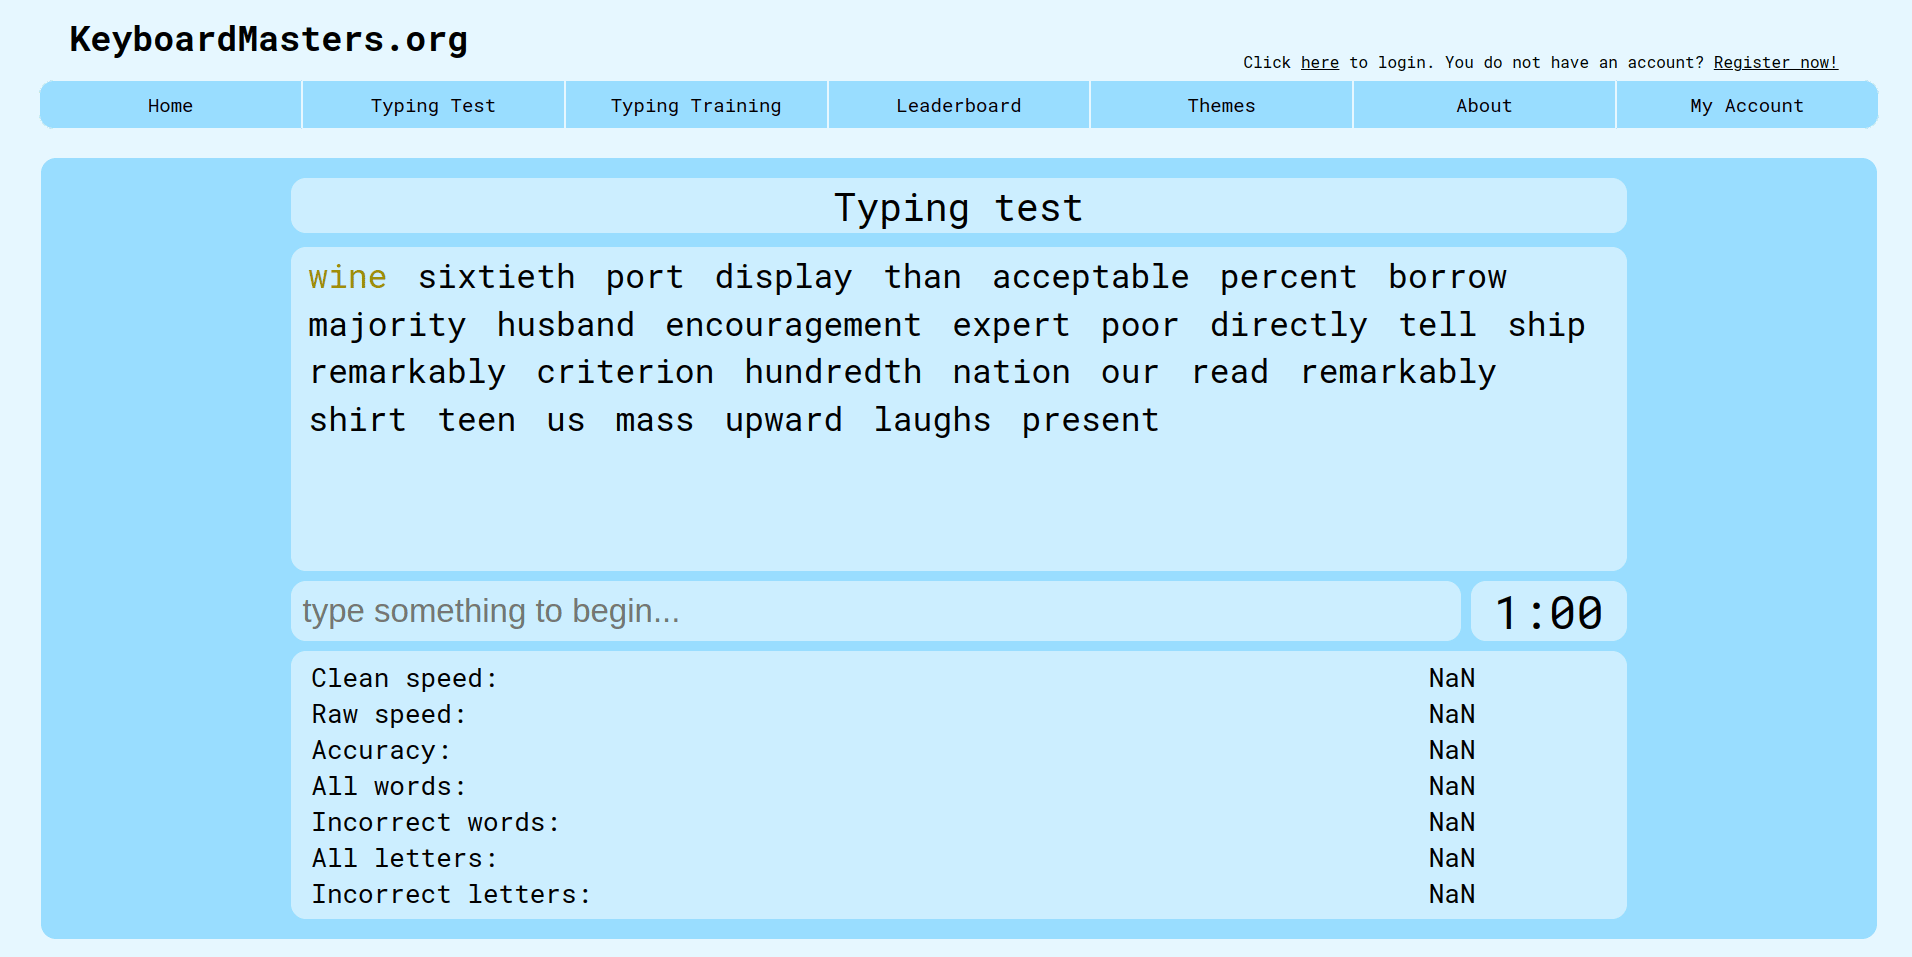 KeyboardMasters.org
Click here to login. You do not have an account? Register now!
Home Typing Test Typing Training Leaderboard Themes About My Account
Typing test
wine sixtieth port display than acceptable percent borrow
majority husband encouragement expert poor directly tell ship
remarkably criterion hundredth nation our read remarkably
shirt teen us mass upward laughs present
type something to begin... 1:00
Clean speed: NaN
Raw speed: NaN
Accuracy: NaN
All words: NaN
Incorrect words: NaN
All letters: NaN
Incorrect letters: NaN